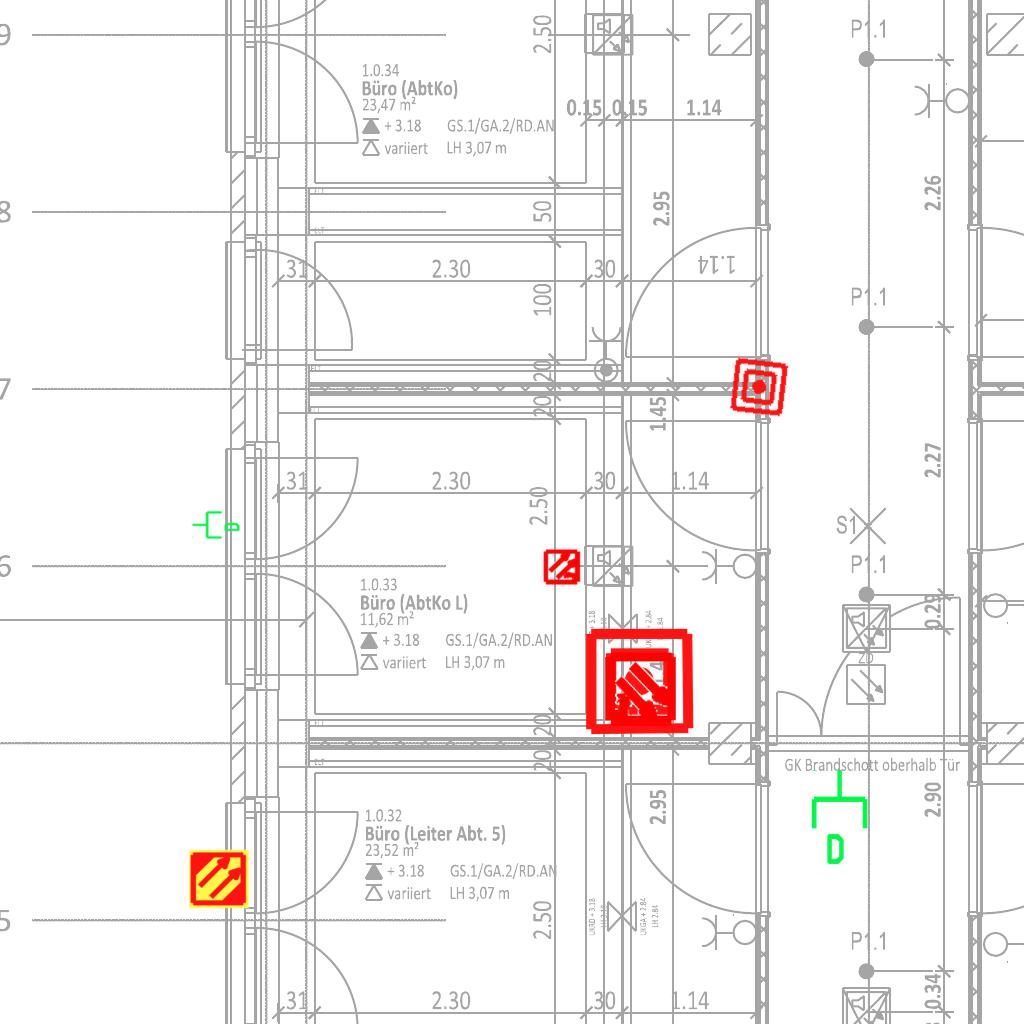 9
2.50
P1.1
1.0.34
Büro (AbtKo)
23,47 m²
+ 3.18 GS.1/GA.2/RD.AN
variiert LH 3,07 m
0.15 0.15 1.14
2.26
2.95
8
50
31 2.30 30 1.14
100
P1.1
20
7
20
1.45
2.27
31 2.30 30 1.14
2.50
S1
D
6
P1.1
1.0.33
Büro (AbtKo L)
11,62 m²
+ 3.18 GS.1/GA.2/RD.AN
variiert LH 3,07 m
0.29
20
20
GK Brandschott oberhalb Tür
2.95
2.90
1.0.32
Büro (Leiter Abt. 5)
23,52 m²
+ 3.18 GS.1/GA.2/RD.AN
variiert LH 3,07 m
D
5
2.50
P1.1
0.34
31 2.30 30 1.14